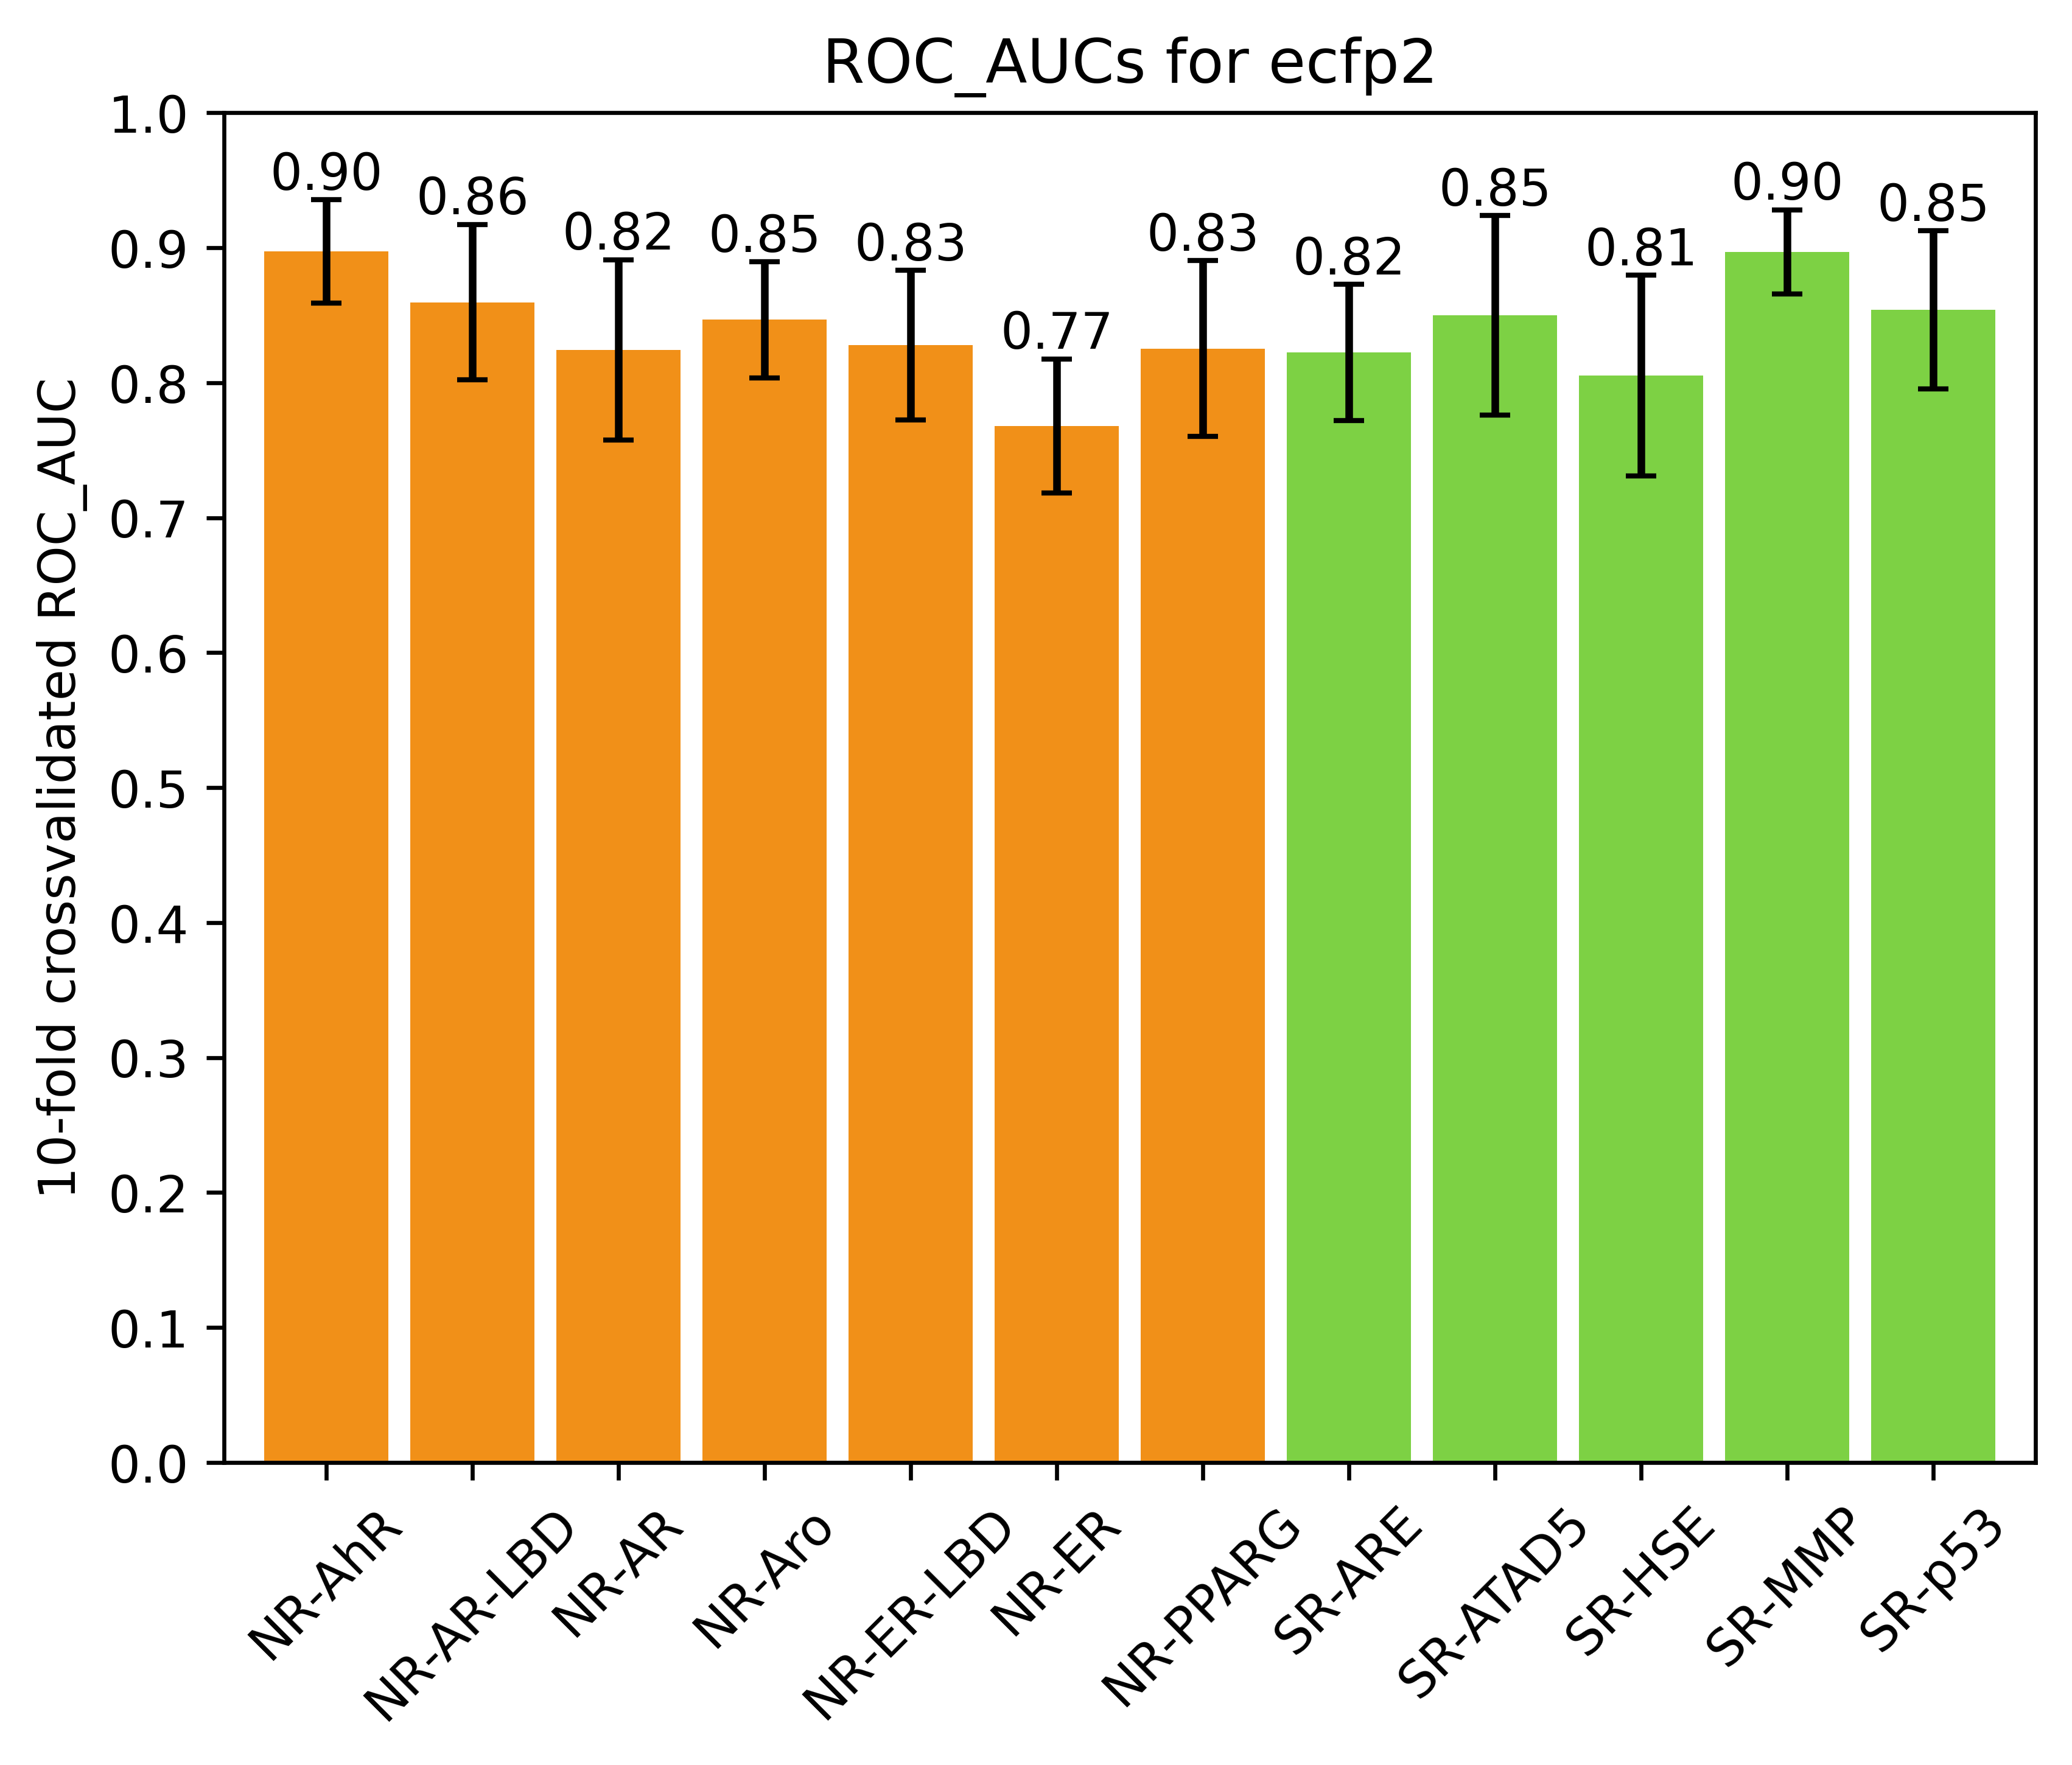 ROC_AUCs for ecfp2
10-fold crossvalidated ROC_AUC
1.0
0.9
0.8
0.7
0.6
0.5
0.4
0.3
0.2
0.1
0.0
0.90
0.86
0.82
0.85
0.83
0.77
0.83
0.82
0.85
0.81
0.90
0.85
NR-AhR
NR-AR-LBD
NR-AR
NR-Aro
NR-ER-LBD
NR-ER
NR-PPARG
SR-ARE
SR-ATAD5
SR-HSE
SR-MMP
SR-p53